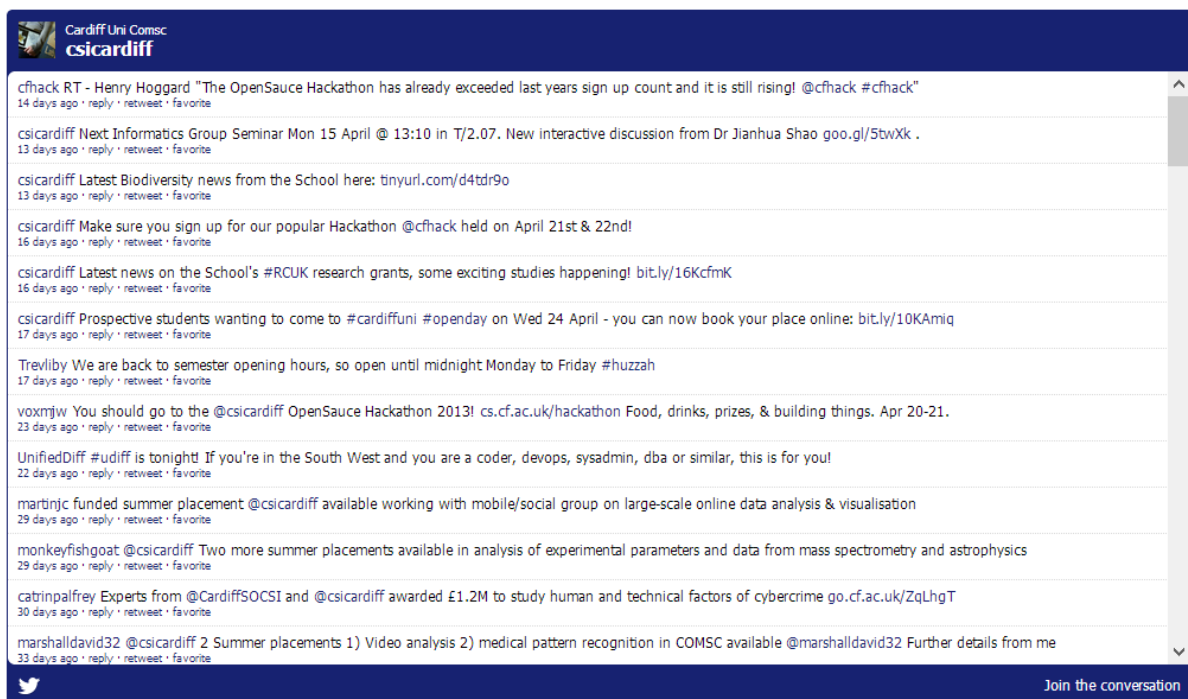 Cardiff Uni Comsc
csicardiff
cfhack RT - Henry Hoggard "The OpenSauce Hackathon has already exceeded last years sign up count and it is still rising! @cfhack #cfhack"
14 days ago · reply · retweet · favorite
csicardiff Next Informatics Group Seminar Mon 15 April @ 13:10 in T/2.07. New interactive discussion from Dr Jianhua Shao goo.gl/5twXk .
13 days ago · reply · retweet · favorite
csicardiff Latest Biodiversity news from the School here: tinyurl.com/d4tdr9o
13 days ago · reply · retweet · favorite
csicardiff Make sure you sign up for our popular Hackathon @cfhack held on April 21st & 22nd!
16 days ago · reply · retweet · favorite
csicardiff Latest news on the School's #RCUK research grants, some exciting studies happening! bit.ly/16KcfmK
16 days ago · reply · retweet · favorite
csicardiff Prospective students wanting to come to #cardiffuni #openday on Wed 24 April - you can now book your place online: bit.ly/10KAmiq
17 days ago · reply · retweet · favorite
Trevliby We are back to semester opening hours, so open until midnight Monday to Friday #huzzah
17 days ago · reply · retweet · favorite
voxmjw You should go to the @csicardiff OpenSauce Hackathon 2013! cs.cf.ac.uk/hackathon Food, drinks, prizes, & building things. Apr 20-21.
23 days ago · reply · retweet · favorite
UnifiedDiff #udiff is tonight! If you're in the South West and you are a coder, devops, sysadmin, dba or similar, this is for you!
22 days ago · reply · retweet · favorite
martinjc funded summer placement @csicardiff available working with mobile/social group on large-scale online data analysis & visualisation
29 days ago · reply · retweet · favorite
monkeyfishgoat @csicardiff Two more summer placements available in analysis of experimental parameters and data from mass spectrometry and astrophysics
29 days ago · reply · retweet · favorite
catrinpalfrey Experts from @CardiffSOCSI and @csicardiff awarded £1.2M to study human and technical factors of cybercrime go.cf.ac.uk/ZqLhgT
30 days ago · reply · retweet · favorite
marshalldavid32 @csicardiff 2 Summer placements 1) Video analysis 2) medical pattern recognition in COMSC available @marshalldavid32 Further details from me
33 days ago · reply · retweet · favorite
Join the conversation